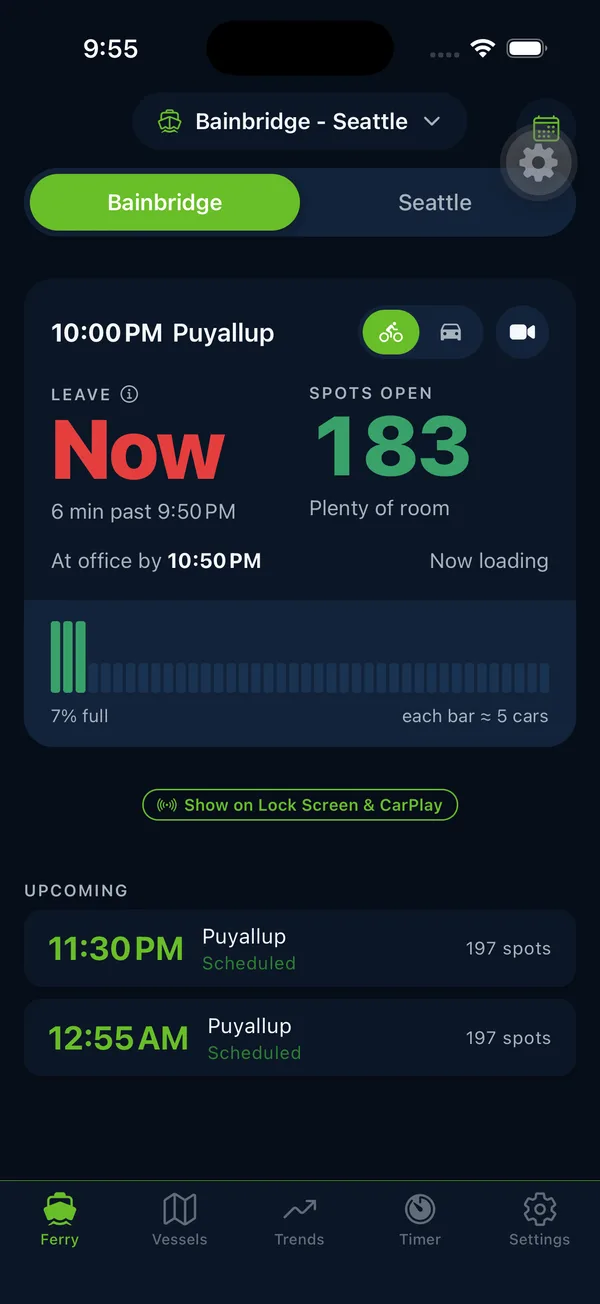 9:55
Bainbridge - Seattle
Bainbridge
Seattle
10:00 PM Puyallup
LEAVE
SPOTS OPEN
Now
183
6 min past 9:50 PM
Plenty of room
At office by 10:50 PM
Now loading
7% full
each bar ≈ 5 cars
Show on Lock Screen & CarPlay
UPCOMING
11:30 PM
Puyallup
Scheduled
197 spots
12:55 AM
Puyallup
Scheduled
197 spots
Ferry
Vessels
Trends
Timer
Settings